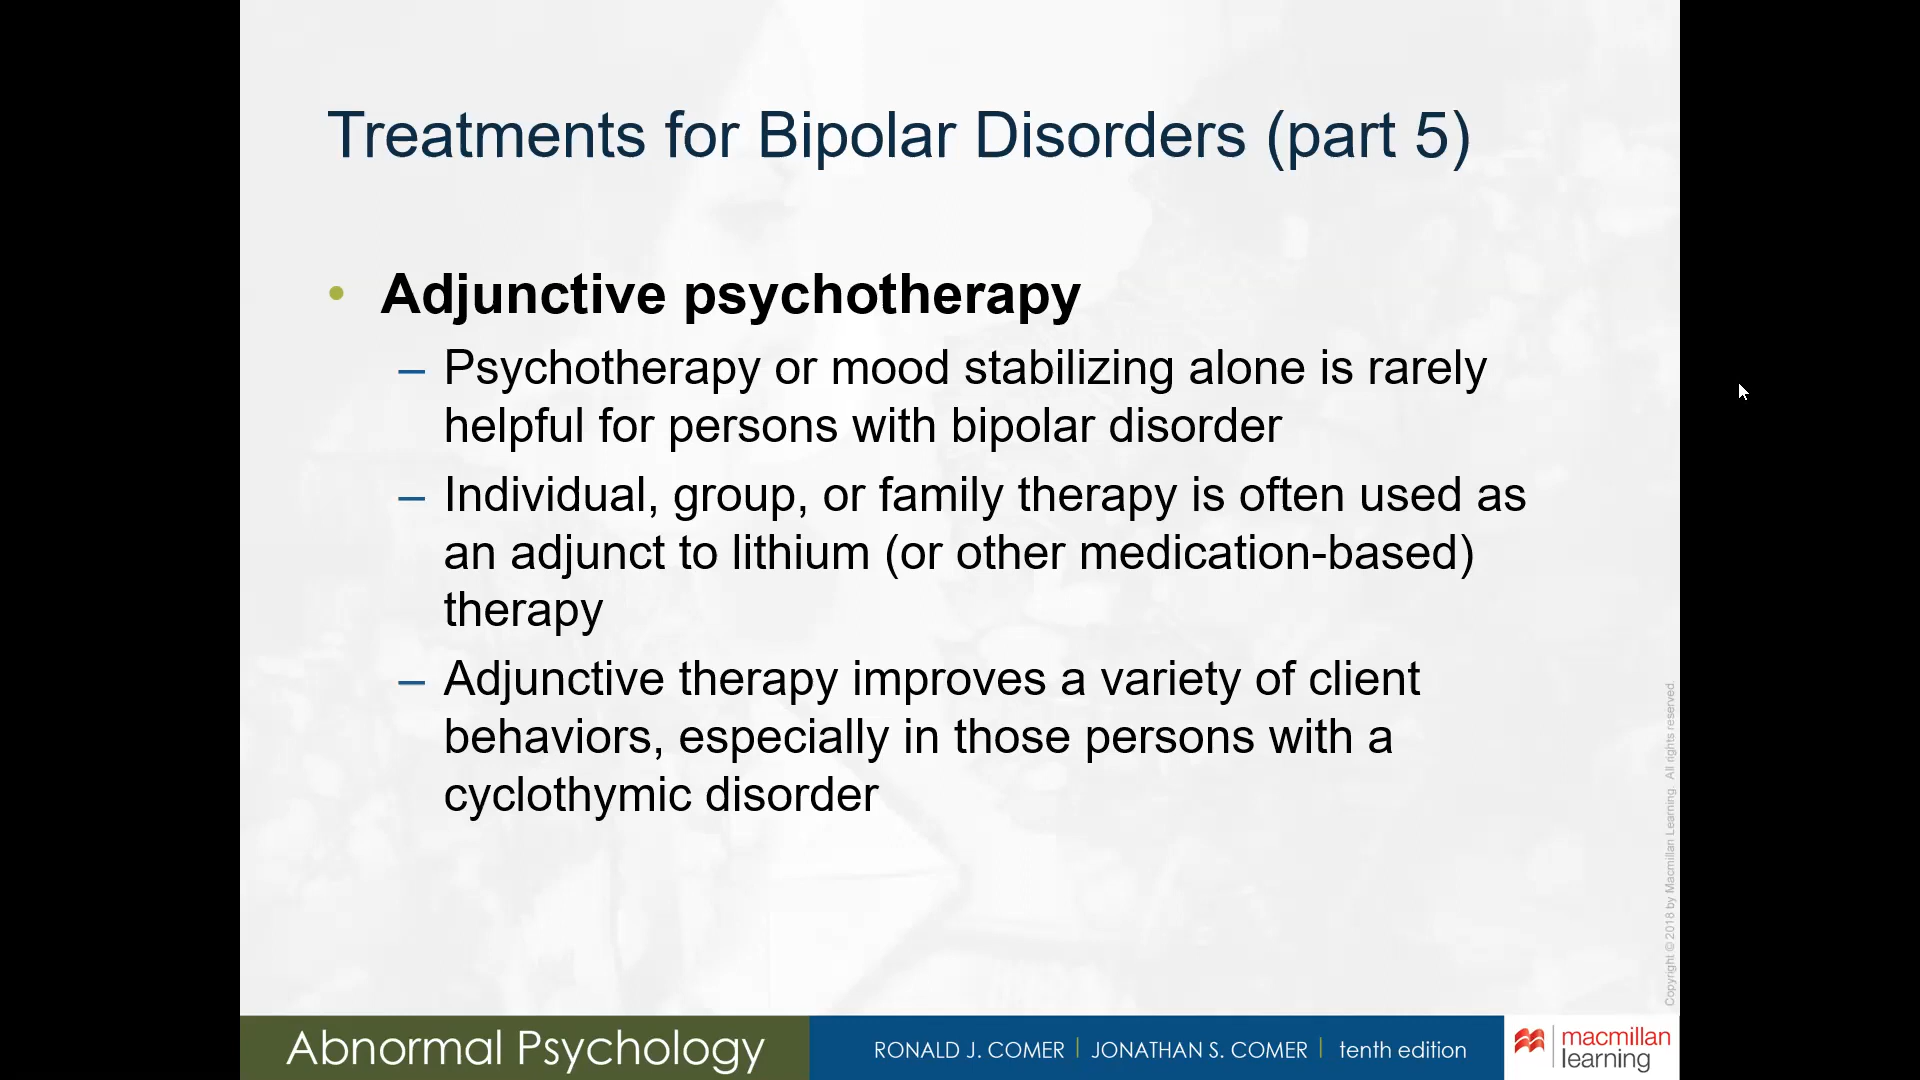 Treatments for Bipolar Disorders (part 5)
• Adjunctive psychotherapy
– Psychotherapy or mood stabilizing alone is rarely
helpful for persons with bipolar disorder
– Individual, group, or family therapy is often used as
an adjunct to lithium (or other medication-based)
therapy
– Adjunctive therapy improves a variety of client
behaviors, especially in those persons with a
cyclothymic disorder
Copyright © 2018 by Macmillan Learning. All rights reserved.
Abnormal Psychology
RONALD J. COMER | JONATHAN S. COMER | tenth edition
macmillan
learning